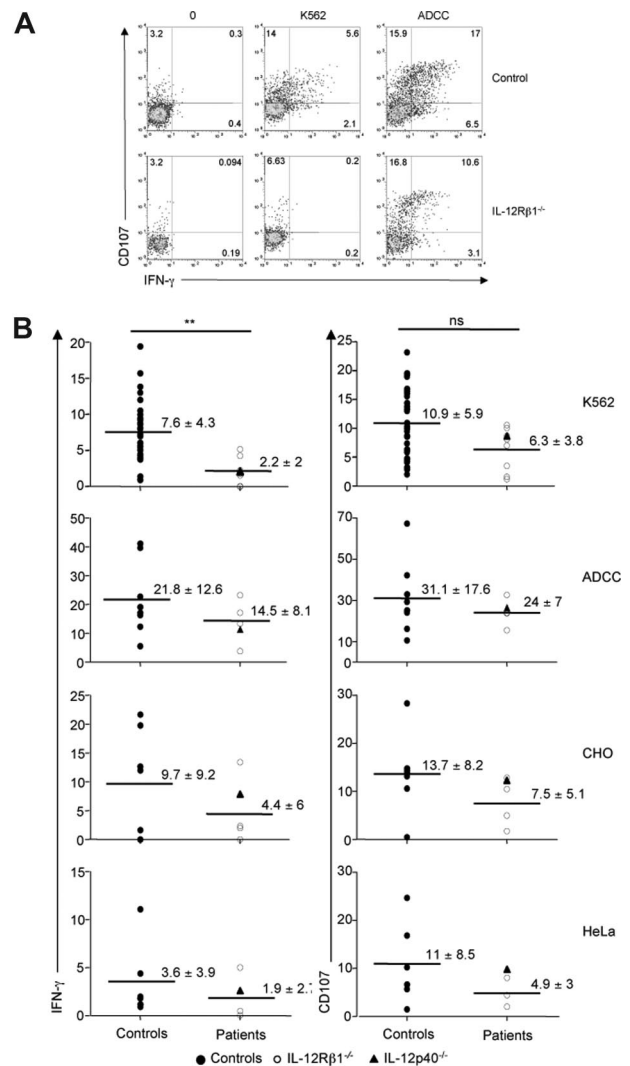 A
0 K562 ADCC
3.2 0.3 14 5.6 15.9 17
Control
0.4 2.1 6.5
3.2 0.094 6.63 0.2 16.8 10.6
IL-12Rβ1-/-
0.19 0.2 3.1
CD107
IFN-γ
B
** ns
20 25
15 20
10 15
5 10
0 5
0
7.6 ± 4.3 2.2 ± 2 10.9 ± 5.9 6.3 ± 3.8
K562
50 70
40 50
30 30
20 10
10 0
0
21.8 ± 12.6 14.5 ± 8.1 31.1 ± 17.6 24 ± 7
ADCC
25 30
20 20
15 10
10 0
5
0
9.7 ± 9.2 4.4 ± 6 13.7 ± 8.2 7.5 ± 5.1
CHO
15 30
10 20
5 10
0 0
3.6 ± 3.9 1.9 ± 2. 11 ± 8.5 4.9 ± 3
HeLa
IFN-γ CD107
Controls Patients Controls Patients
● Controls ○ IL-12Rβ1-/- ▲ IL-12p40-/-